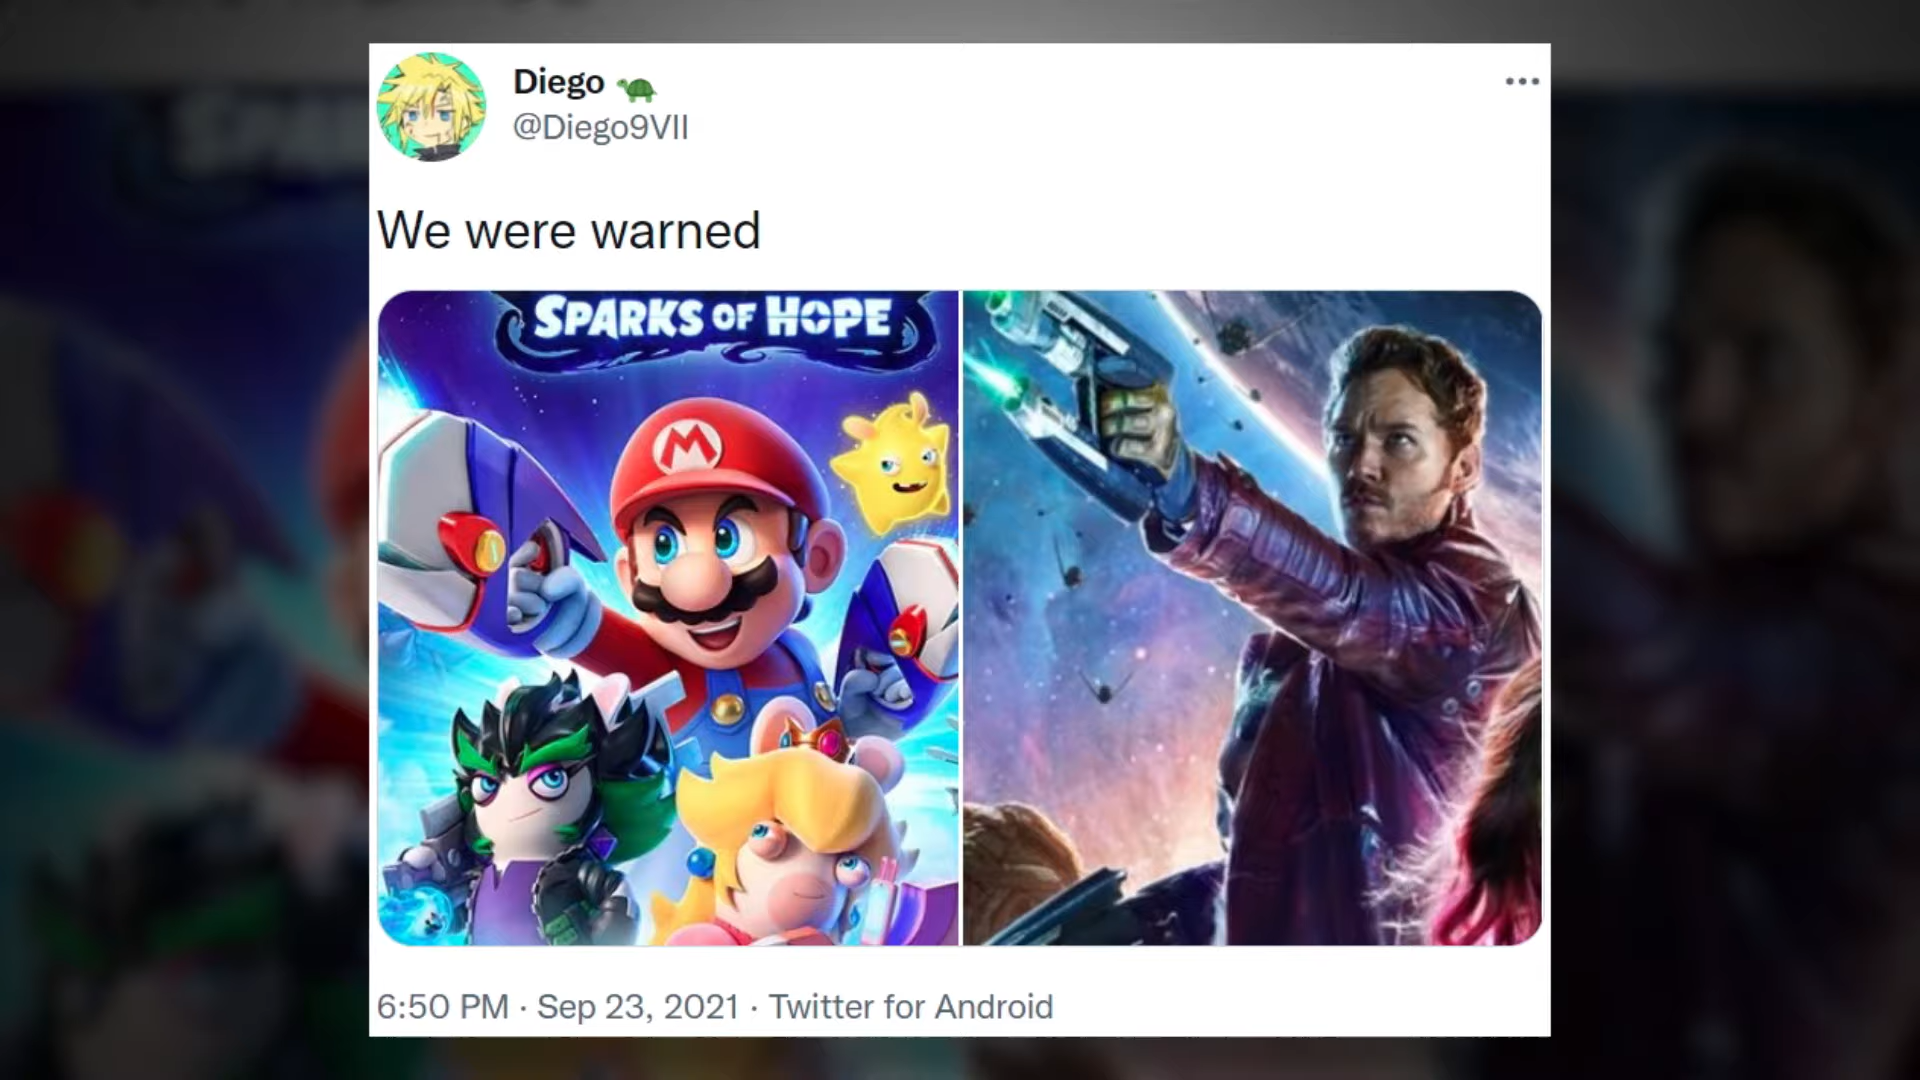 Diego 🐢
@Diego9VII
We were warned
SPARKS OF HOPE
M
6:50 PM · Sep 23, 2021 · Twitter for Android